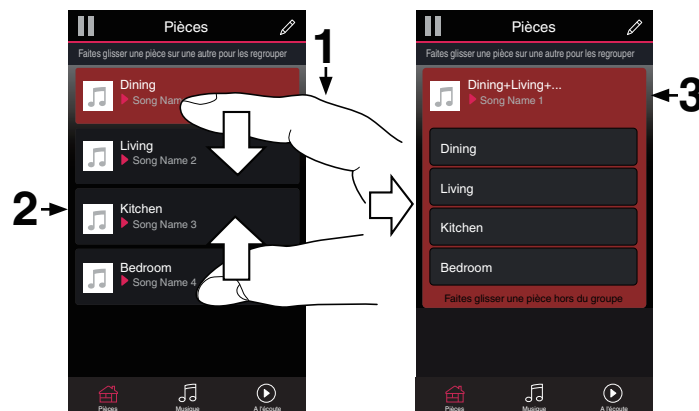 Pièces
Faites glisser une pièce sur une autre pour les regrouper
1
Dining
Song Nam
Living
Song Name 2
2
Kitchen
Song Name 3
Bedroom
Song Name 4
Pièces
Musique
A l'écoute
Pièces
Faites glisser une pièce sur une autre pour les regrouper
Dining+Living+...
Song Name 1
3
Dining
Living
Kitchen
Bedroom
Faites glisser une pièce hors du groupe
Pièces
Musique
A l'écoute